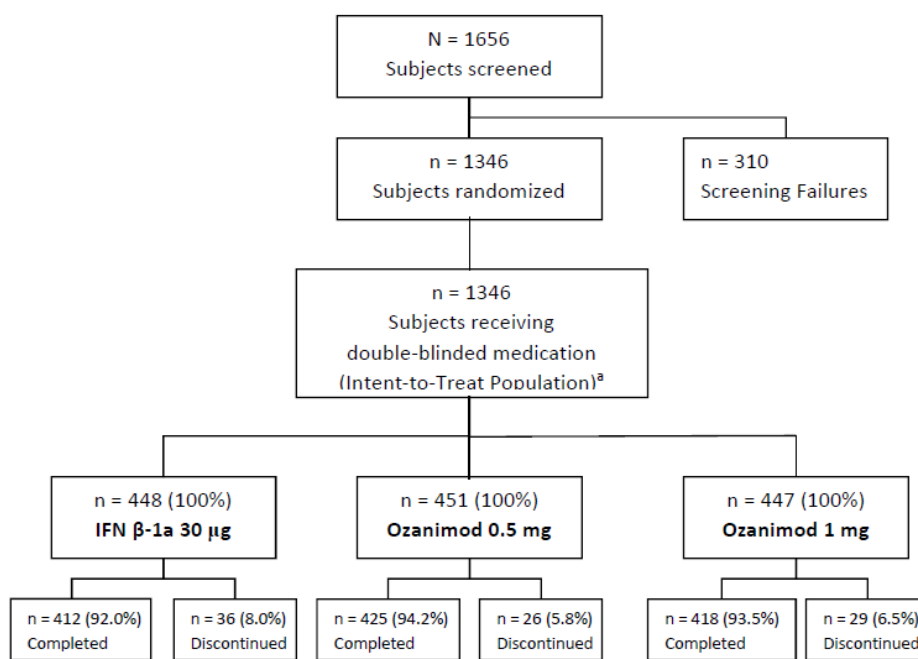 N = 1656
Subjects screened
n = 1346
Subjects randomized
n = 310
Screening Failures
n = 1346
Subjects receiving
double-blinded medication
(Intent-to-Treat Population)ᵃ
n = 448 (100%)
IFN β-1a 30 µg
n = 451 (100%)
Ozanimod 0.5 mg
n = 447 (100%)
Ozanimod 1 mg
n = 412 (92.0%)
Completed
n = 36 (8.0%)
Discontinued
n = 425 (94.2%)
Completed
n = 26 (5.8%)
Discontinued
n = 418 (93.5%)
Completed
n = 29 (6.5%)
Discontinued